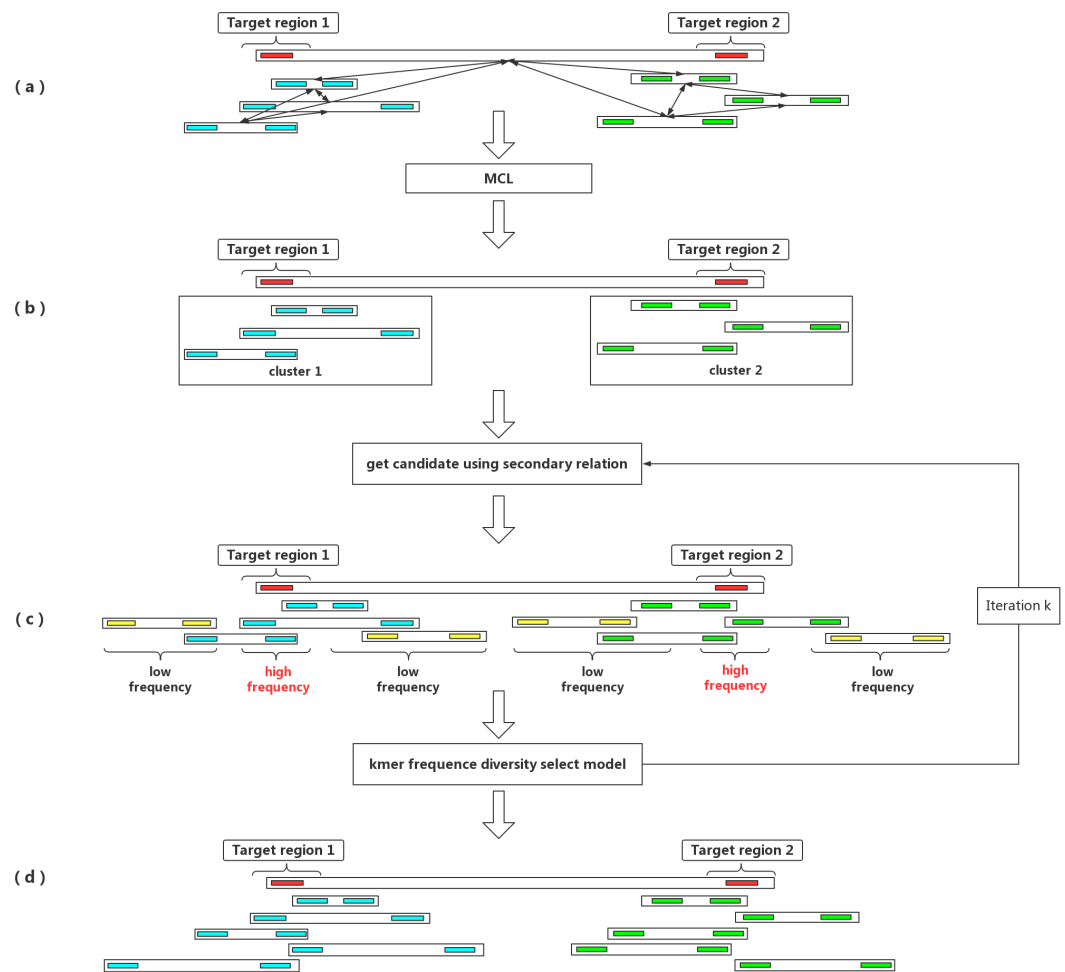 Target region 1
Target region 2
( a )
MCL
Target region 1
Target region 2
( b )
cluster 1
cluster 2
get candidate using secondary relation
Target region 1
Target region 2
Iteration k
( c )
low
frequency
high
frequency
low
frequency
low
frequency
high
frequency
low
frequency
kmer frequence diversity select model
Target region 1
Target region 2
( d )